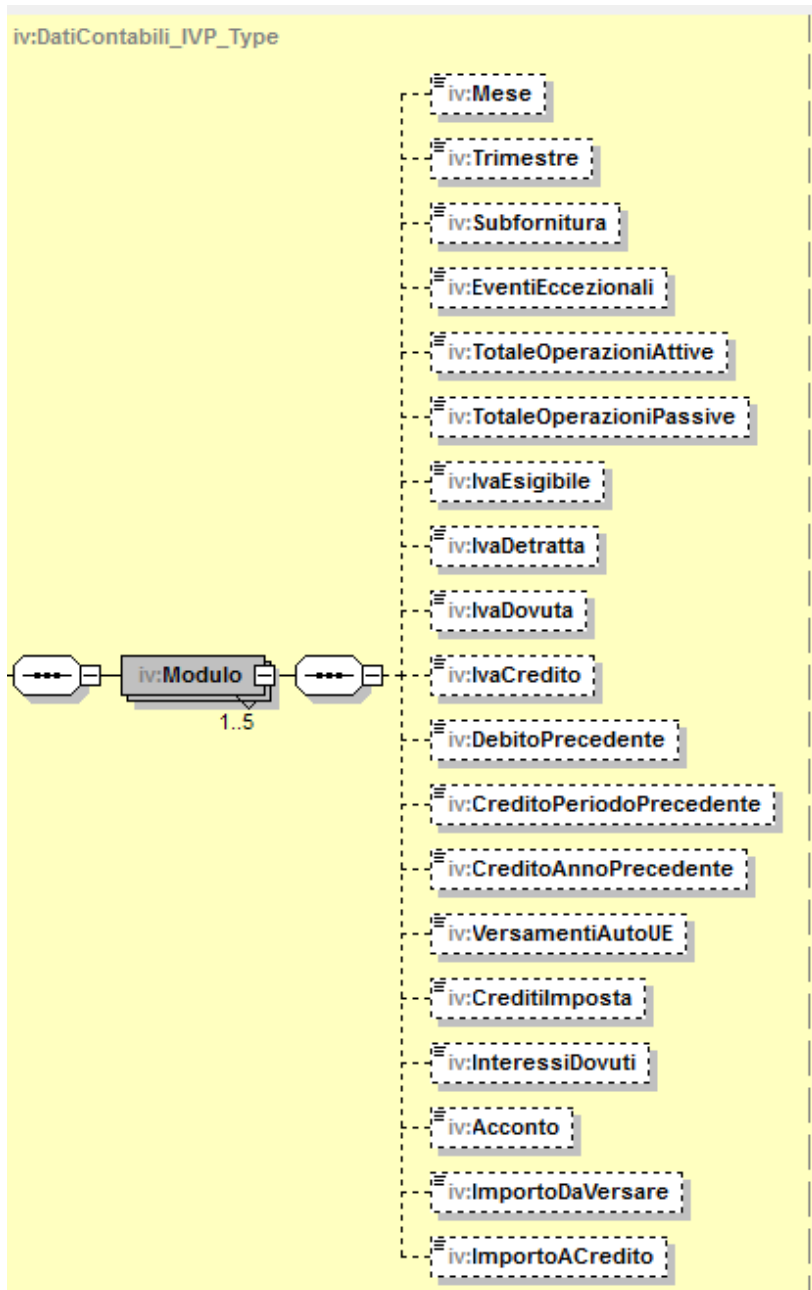 iv:DatiContabili_IVP_Type
iv:Mese
iv:Trimestre
iv:Subfornitura
iv:EventiEccezionali
iv:TotaleOperazioniAttive
iv:TotaleOperazioniPassive
iv:IvaEsigibile
iv:IvaDetratta
iv:IvaDovuta
iv:Modulo
iv:IvaCredito
1..5
iv:DebitoPrecedente
iv:CreditoPeriodoPrecedente
iv:CreditoAnnoPrecedente
iv:VersamentiAutoUE
iv:CreditiImposta
iv:InteressiDovuti
iv:Acconto
iv:ImportoDaVersare
iv:ImportoACredito